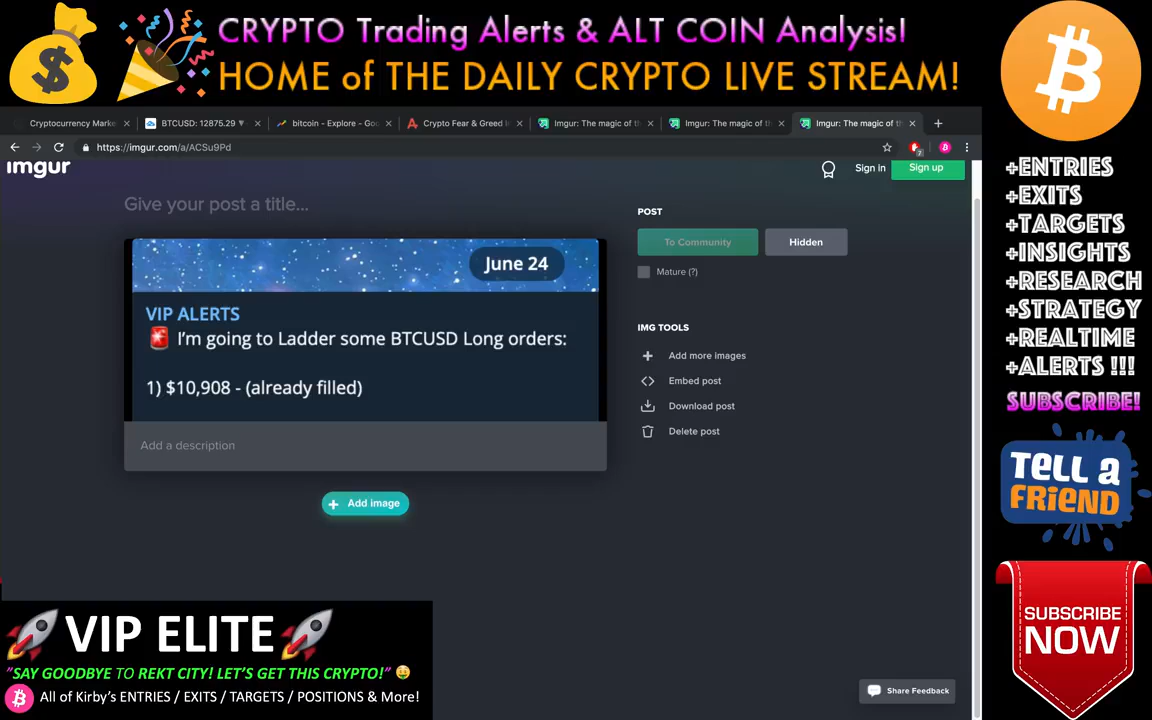 CRYPTO Trading Alerts & ALT COIN Analysis!
HOME of THE DAILY CRYPTO LIVE STREAM!
Cryptocurrency Marke
BTCUSD: 12875.29 ▼
bitcoin - Explore - Goo
Crypto Fear & Greed I
Imgur: The magic of th
Imgur: The magic of th
Imgur: The magic of th
https://imgur.com/a/ACSu9Pd
imgur
Sign in
Sign up
Give your post a title...
June 24
VIP ALERTS
🚨 I'm going to Ladder some BTCUSD Long orders:
1) $10,908 - (already filled)
Add a description
+ Add image
POST
To Community
Hidden
Mature (?)
IMG TOOLS
Add more images
Embed post
Download post
Delete post
Share Feedback
VIP ELITE
"SAY GOODBYE TO REKT CITY! LET'S GET THIS CRYPTO!" 🤑
All of Kirby's ENTRIES / EXITS / TARGETS / POSITIONS & More!
+ENTRIES
+EXITS
+TARGETS
+INSIGHTS
+RESEARCH
+STRATEGY
+REALTIME
+ALERTS !!!
SUBSCRIBE!
TELL a
FRiEND
SUBSCRIBE
NOW